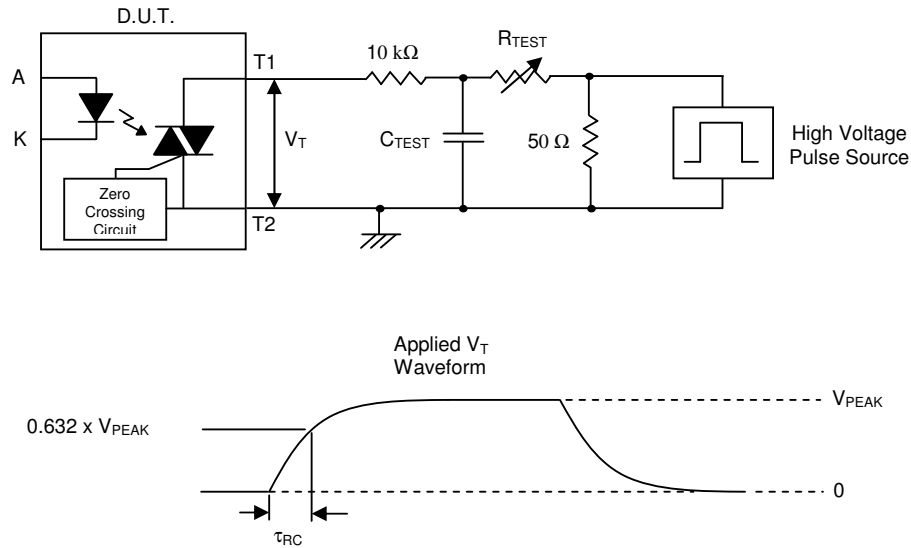 D.U.T.
A
K
Zero
Crossing
Circuit
T1
T2
VT
10 kΩ
CTEST
RTEST
50 Ω
High Voltage
Pulse Source
Applied VT
Waveform
0.632 x VPEAK
VPEAK
0
τRC